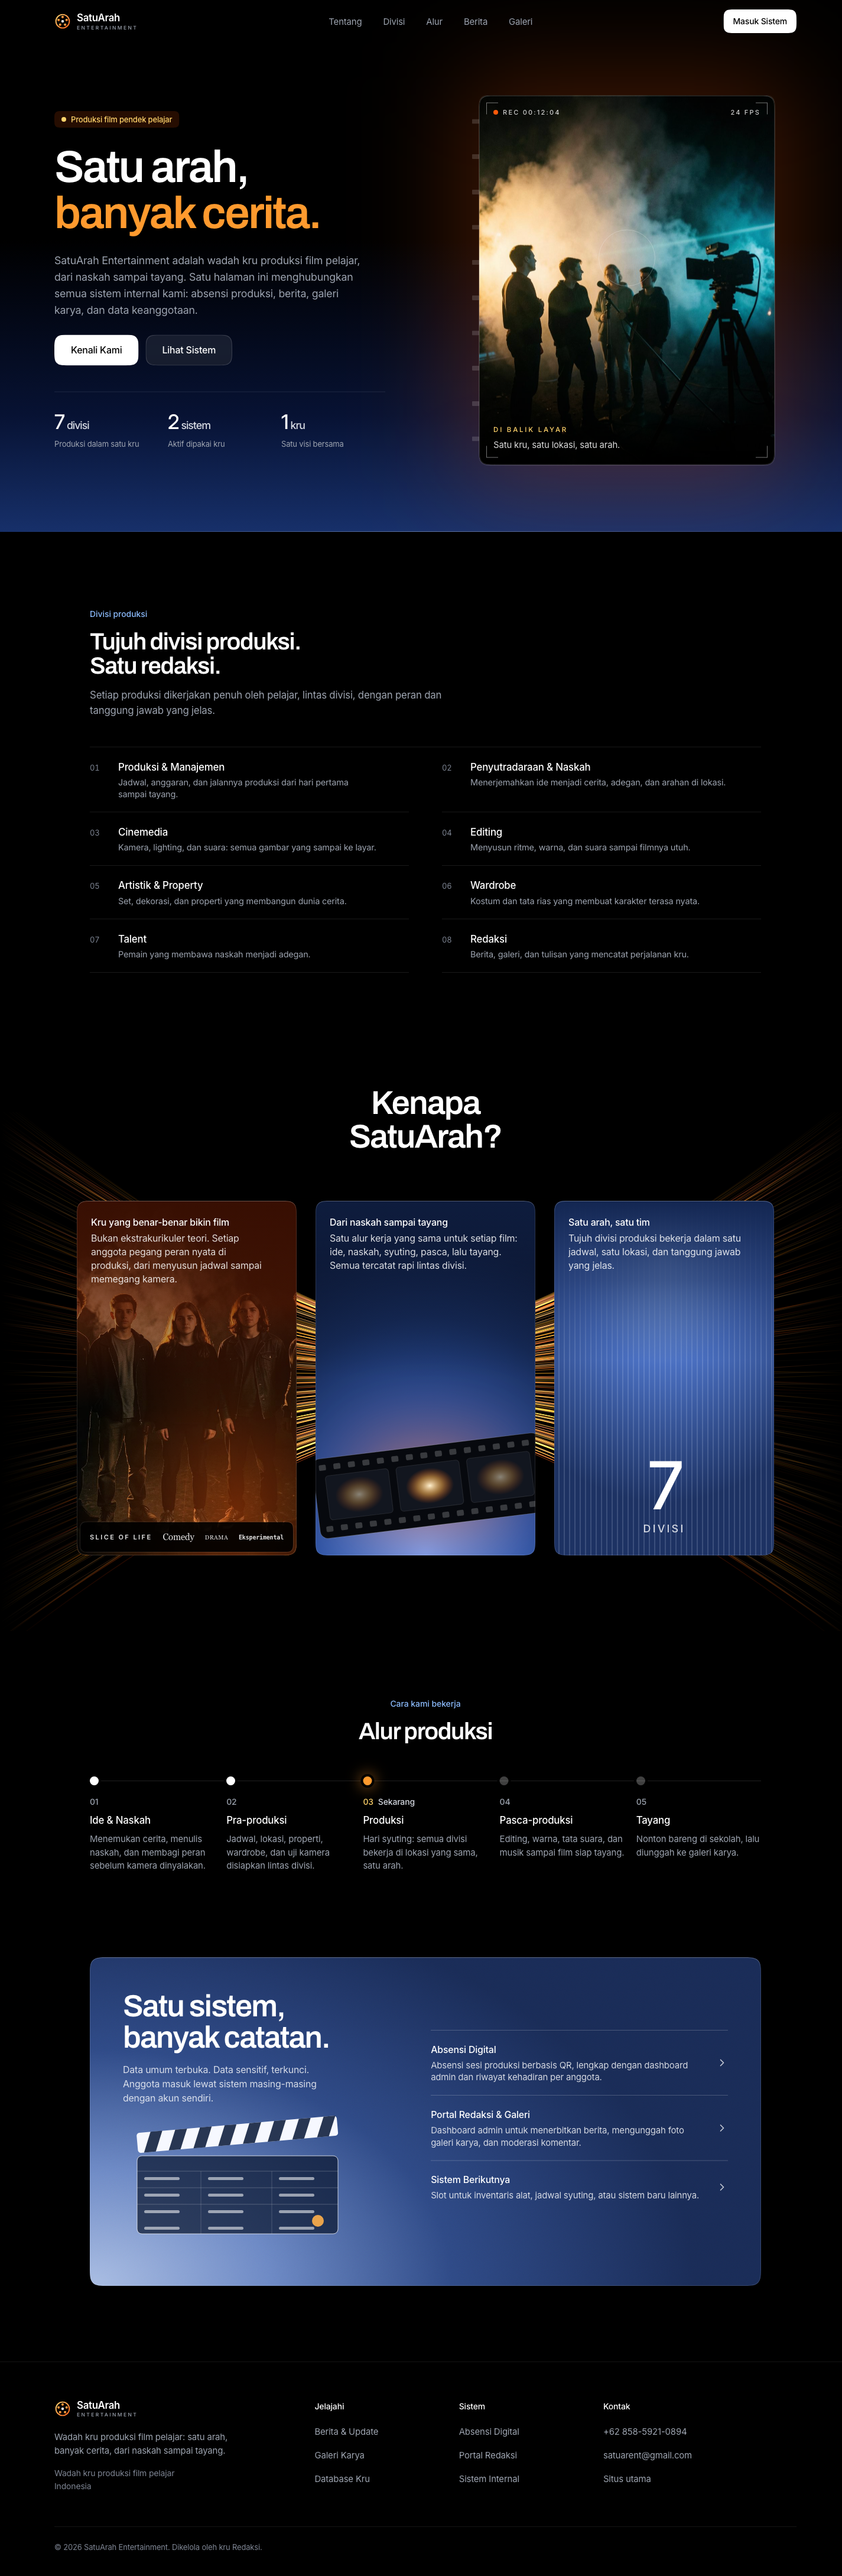 SatuArah
ENTERTAINMENT
Tentang
Divisi
Alur
Berita
Galeri
Masuk Sistem
Produksi film pendek pelajar
Satu arah,
banyak cerita.
SatuArah Entertainment adalah wadah kru produksi film pelajar,
dari naskah sampai tayang. Satu halaman ini menghubungkan
semua sistem internal kami: absensi produksi, berita, galeri
karya, dan data keanggotaan.
Kenali Kami
Lihat Sistem
7 divisi
Produksi dalam satu kru
2 sistem
Aktif dipakai kru
1 kru
Satu visi bersama
REC 00:12:04
24 FPS
DI BALIK LAYAR
Satu kru, satu lokasi, satu arah.
Divisi produksi
Tujuh divisi produksi.
Satu redaksi.
Setiap produksi dikerjakan penuh oleh pelajar, lintas divisi, dengan peran dan
tanggung jawab yang jelas.
01
Produksi & Manajemen
Jadwal, anggaran, dan jalannya produksi dari hari pertama
sampai tayang.
02
Penyutradaraan & Naskah
Menerjemahkan ide menjadi cerita, adegan, dan arahan di lokasi.
03
Cinemedia
Kamera, lighting, dan suara: semua gambar yang sampai ke layar.
04
Editing
Menyusun ritme, warna, dan suara sampai filmnya utuh.
05
Artistik & Property
Set, dekorasi, dan properti yang membangun dunia cerita.
06
Wardrobe
Kostum dan tata rias yang membuat karakter terasa nyata.
07
Talent
Pemain yang membawa naskah menjadi adegan.
08
Redaksi
Berita, galeri, dan tulisan yang mencatat perjalanan kru.
Kenapa
SatuArah?
Kru yang benar-benar bikin film
Bukan ekstrakurikuler teori. Setiap
anggota pegang peran nyata di
produksi, dari menyusun jadwal sampai
memegang kamera.
SLICE OF LIFE
Comedy
DRAMA
Eksperimental
Dari naskah sampai tayang
Satu alur kerja yang sama untuk setiap film:
ide, naskah, syuting, pasca, lalu tayang.
Semua tercatat rapi lintas divisi.
Satu arah, satu tim
Tujuh divisi produksi bekerja dalam satu
jadwal, satu lokasi, dan tanggung jawab
yang jelas.
7
DIVISI
Cara kami bekerja
Alur produksi
01
Ide & Naskah
Menemukan cerita, menulis
naskah, dan membagi peran
sebelum kamera dinyalakan.
02
Pra-produksi
Jadwal, lokasi, properti,
wardrobe, dan uji kamera
disiapkan lintas divisi.
03 Sekarang
Produksi
Hari syuting: semua divisi
bekerja di lokasi yang sama,
satu arah.
04
Pasca-produksi
Editing, warna, tata suara, dan
musik sampai film siap tayang.
05
Tayang
Nonton bareng di sekolah, lalu
diunggah ke galeri karya.
Satu sistem,
banyak catatan.
Data umum terbuka. Data sensitif, terkunci.
Anggota masuk lewat sistem masing-masing
dengan akun sendiri.
Absensi Digital
Absensi sesi produksi berbasis QR, lengkap dengan dashboard
admin dan riwayat kehadiran per anggota.
Portal Redaksi & Galeri
Dashboard admin untuk menerbitkan berita, mengunggah foto
galeri karya, dan moderasi komentar.
Sistem Berikutnya
Slot untuk inventaris alat, jadwal syuting, atau sistem baru lainnya.
SatuArah
ENTERTAINMENT
Wadah kru produksi film pelajar: satu arah,
banyak cerita, dari naskah sampai tayang.
Wadah kru produksi film pelajar
Indonesia
Jelajahi
Berita & Update
Galeri Karya
Database Kru
Sistem
Absensi Digital
Portal Redaksi
Sistem Internal
Kontak
+62 858-5921-0894
satuarent@gmail.com
Situs utama
© 2026 SatuArah Entertainment. Dikelola oleh kru Redaksi.